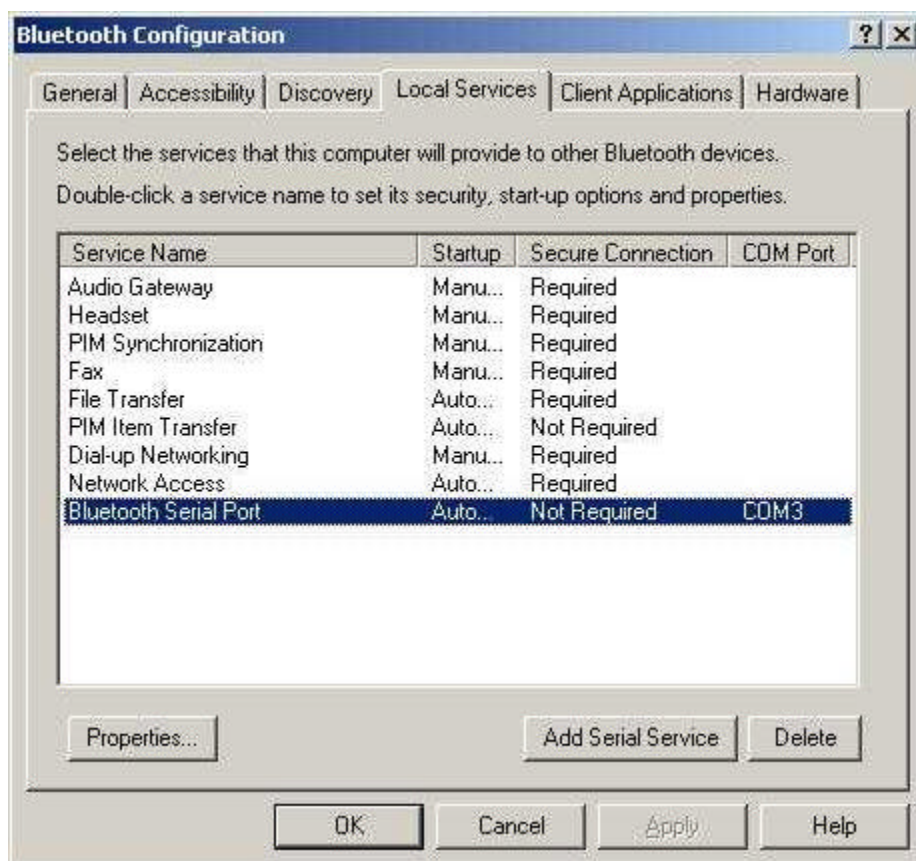 Bluetooth Configuration
General Accessibility Discovery Local Services Client Applications Hardware
Select the services that this computer will provide to other Bluetooth devices.
Double-click a service name to set its security, start-up options and properties.
Service Name Startup Secure Connection COM Port
Audio Gateway Manu... Required
Headset Manu... Required
PIM Synchronization Manu... Required
Fax Manu... Required
File Transfer Auto... Required
PIM Item Transfer Auto... Not Required
Dial-up Networking Manu... Required
Network Access Auto... Required
Bluetooth Serial Port Auto... Not Required COM3
Properties... Add Serial Service Delete
OK Cancel Apply Help